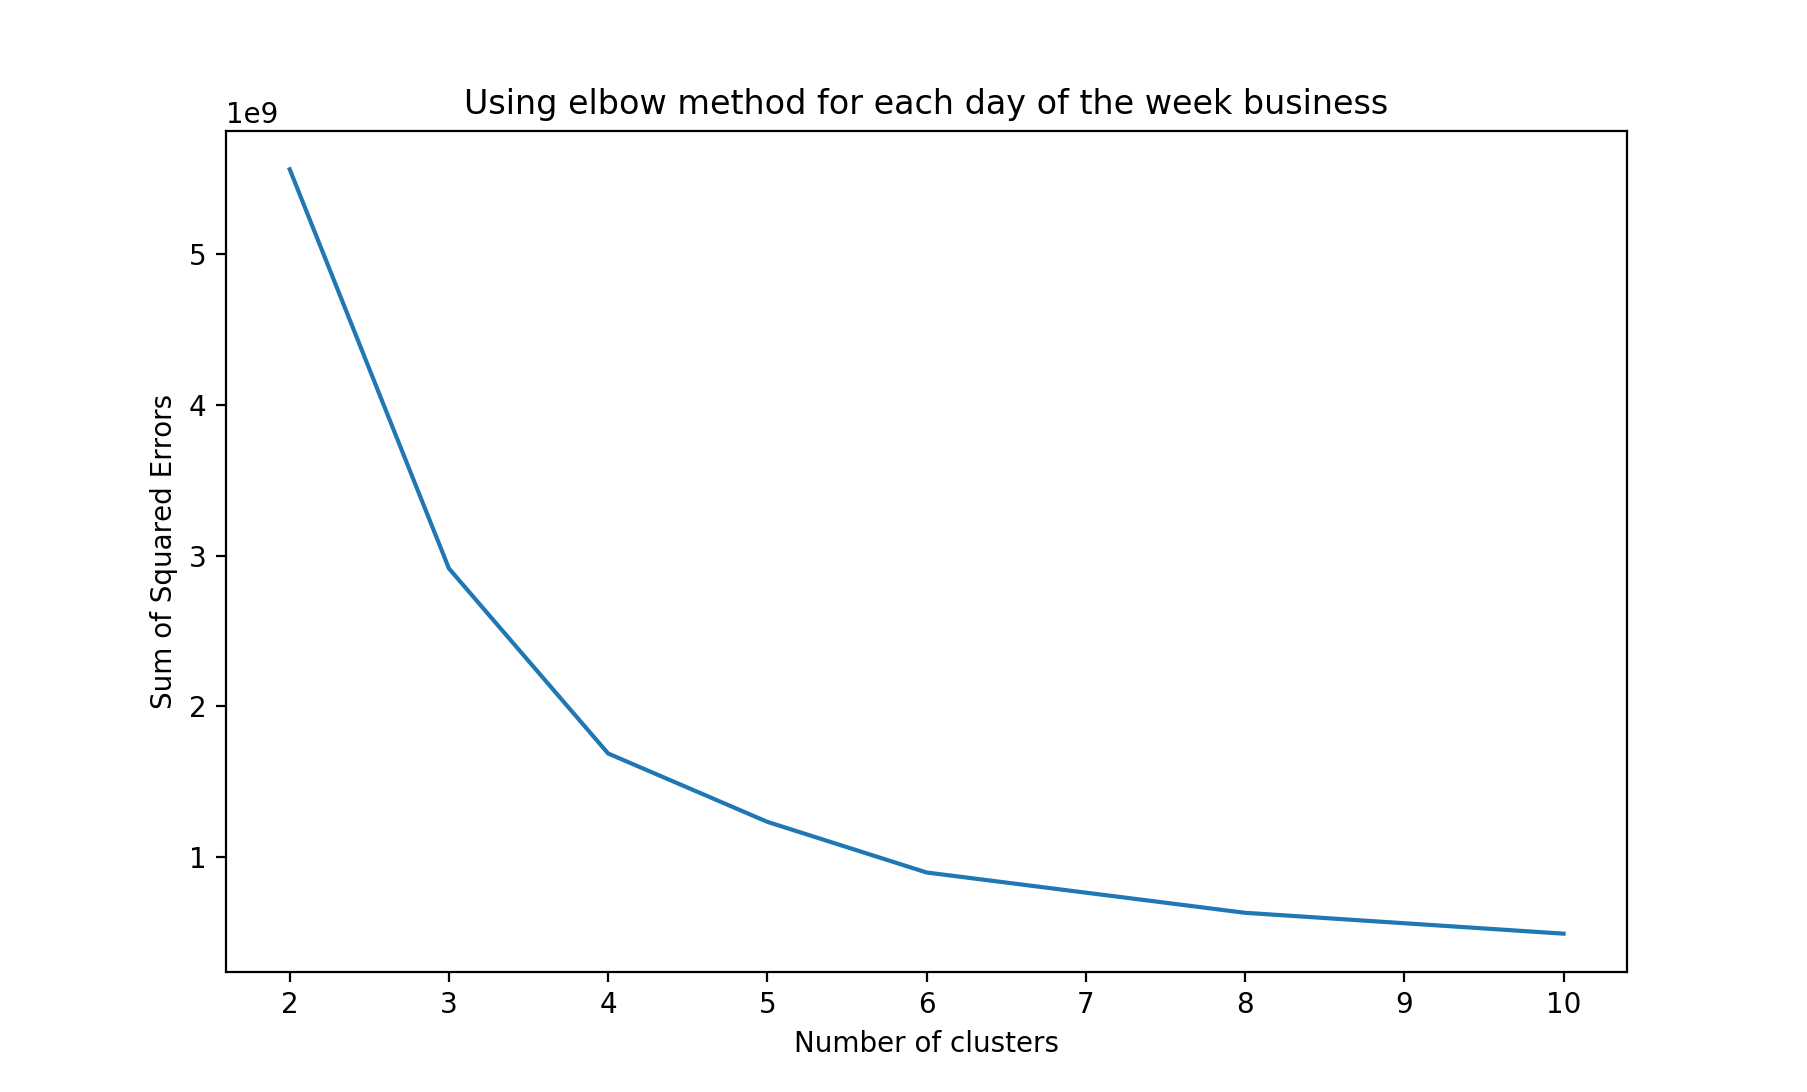 Using elbow method for each day of the week business
1e9
5
4
3
2
1
Sum of Squared Errors
2 3 4 5 6 7 8 9 10
Number of clusters